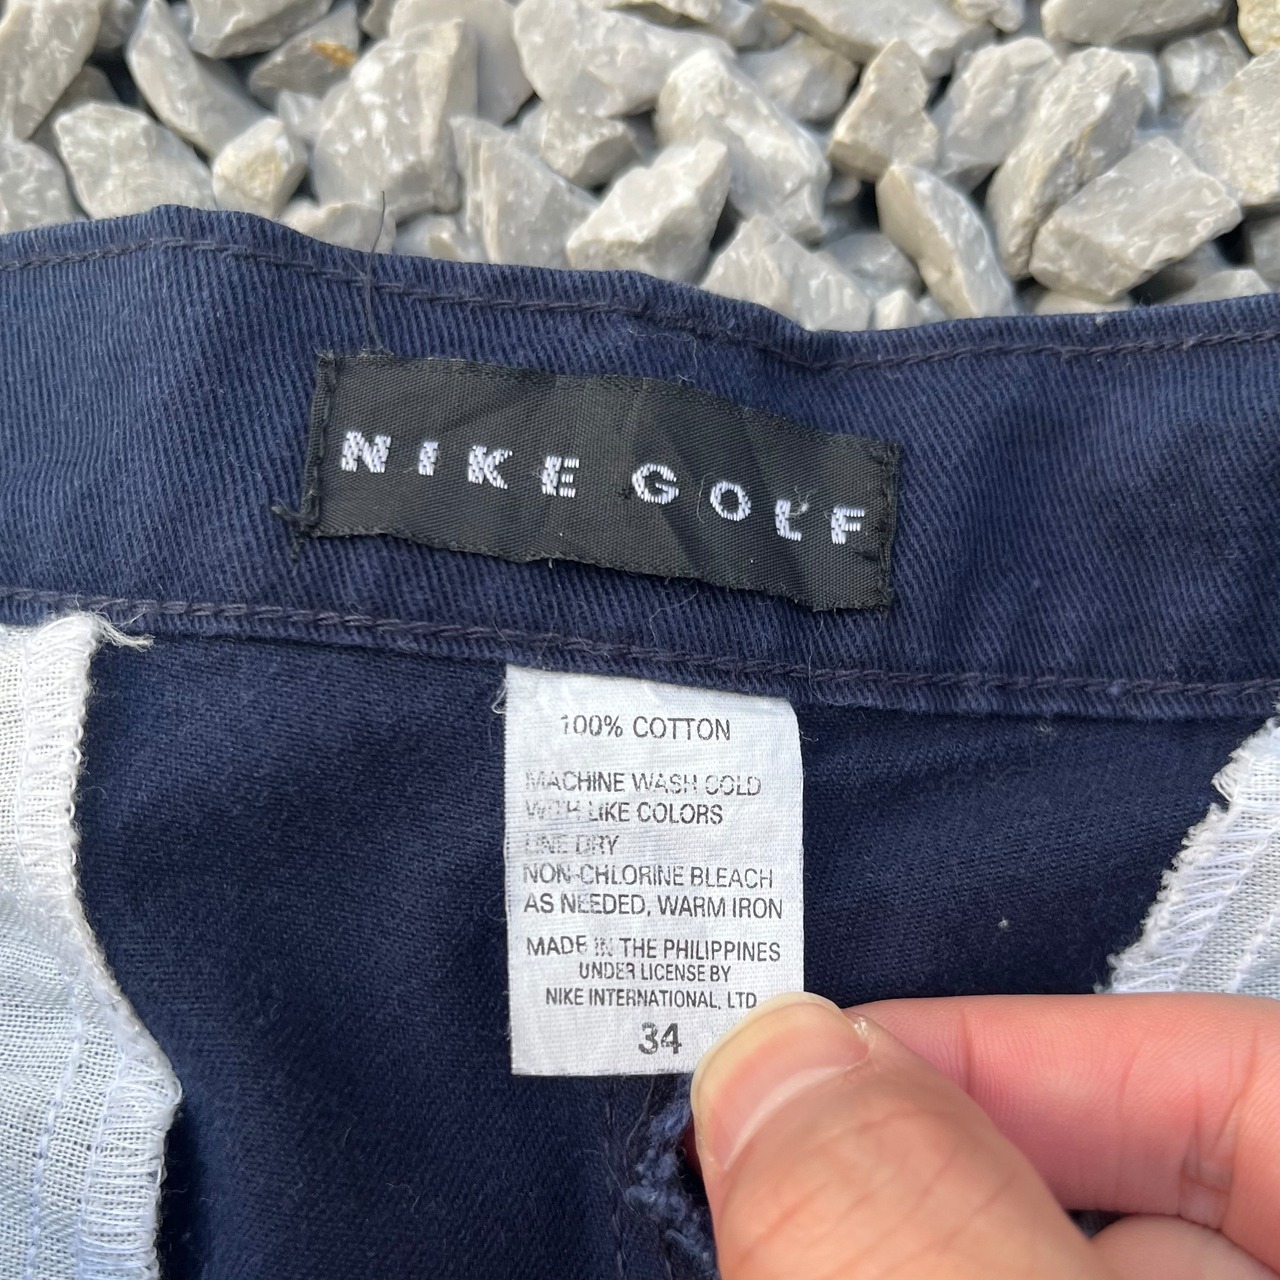 NIKE GOLF
100% COTTON
MACHINE WASH COLD
WITH LIKE COLORS
LINE DRY
NON-CHLORINE BLEACH
AS NEEDED, WARM IRON
MADE IN THE PHILIPPINES
UNDER LICENSE BY
NIKE INTERNATIONAL, LTD
34